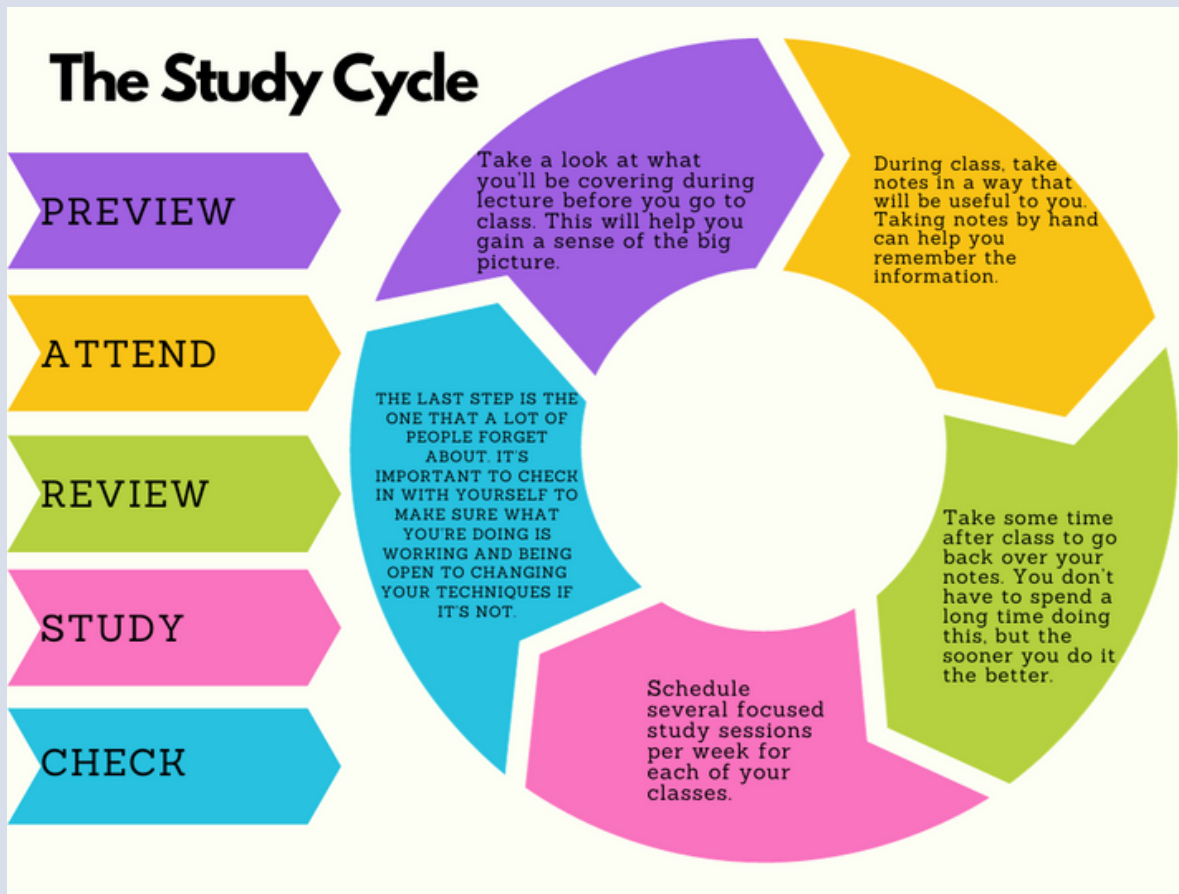 The Study Cycle
PREVIEW
ATTEND
REVIEW
STUDY
CHECK
Take a look at what
you'll be covering during
lecture before you go to
class. This will help you
gain a sense of the big
picture.
During class, take
notes in a way that
will be useful to you.
Taking notes by hand
can help you
remember the
information.
Take some time
after class to go
back over your
notes. You don't
have to spend a
long time doing
this, but the
sooner you do it
the better.
Schedule
several focused
study sessions
per week for
each of your
classes.
THE LAST STEP IS THE
ONE THAT A LOT OF
PEOPLE FORGET
ABOUT. IT'S
IMPORTANT TO CHECK
IN WITH YOURSELF TO
MAKE SURE WHAT
YOU'RE DOING IS
WORKING AND BEING
OPEN TO CHANGING
YOUR TECHNIQUES IF
IT'S NOT.